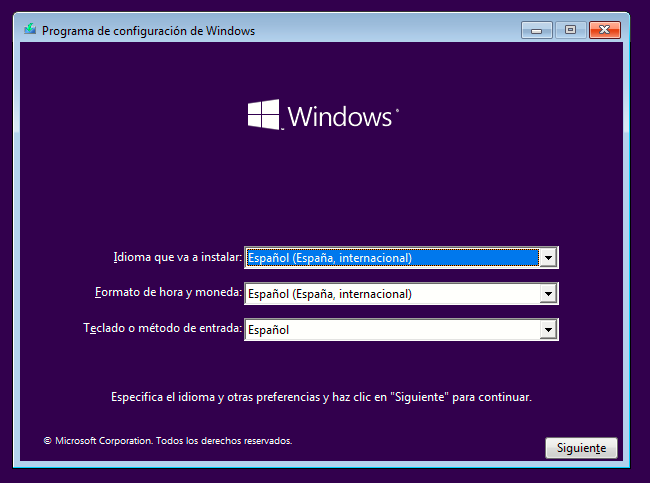 Programa de configuración de Windows
Windows
Idioma que va a instalar: Español (España, internacional)
Formato de hora y moneda: Español (España, internacional)
Teclado o método de entrada: Español
Especifica el idioma y otras preferencias y haz clic en "Siguiente" para continuar.
© Microsoft Corporation. Todos los derechos reservados.
Siguiente